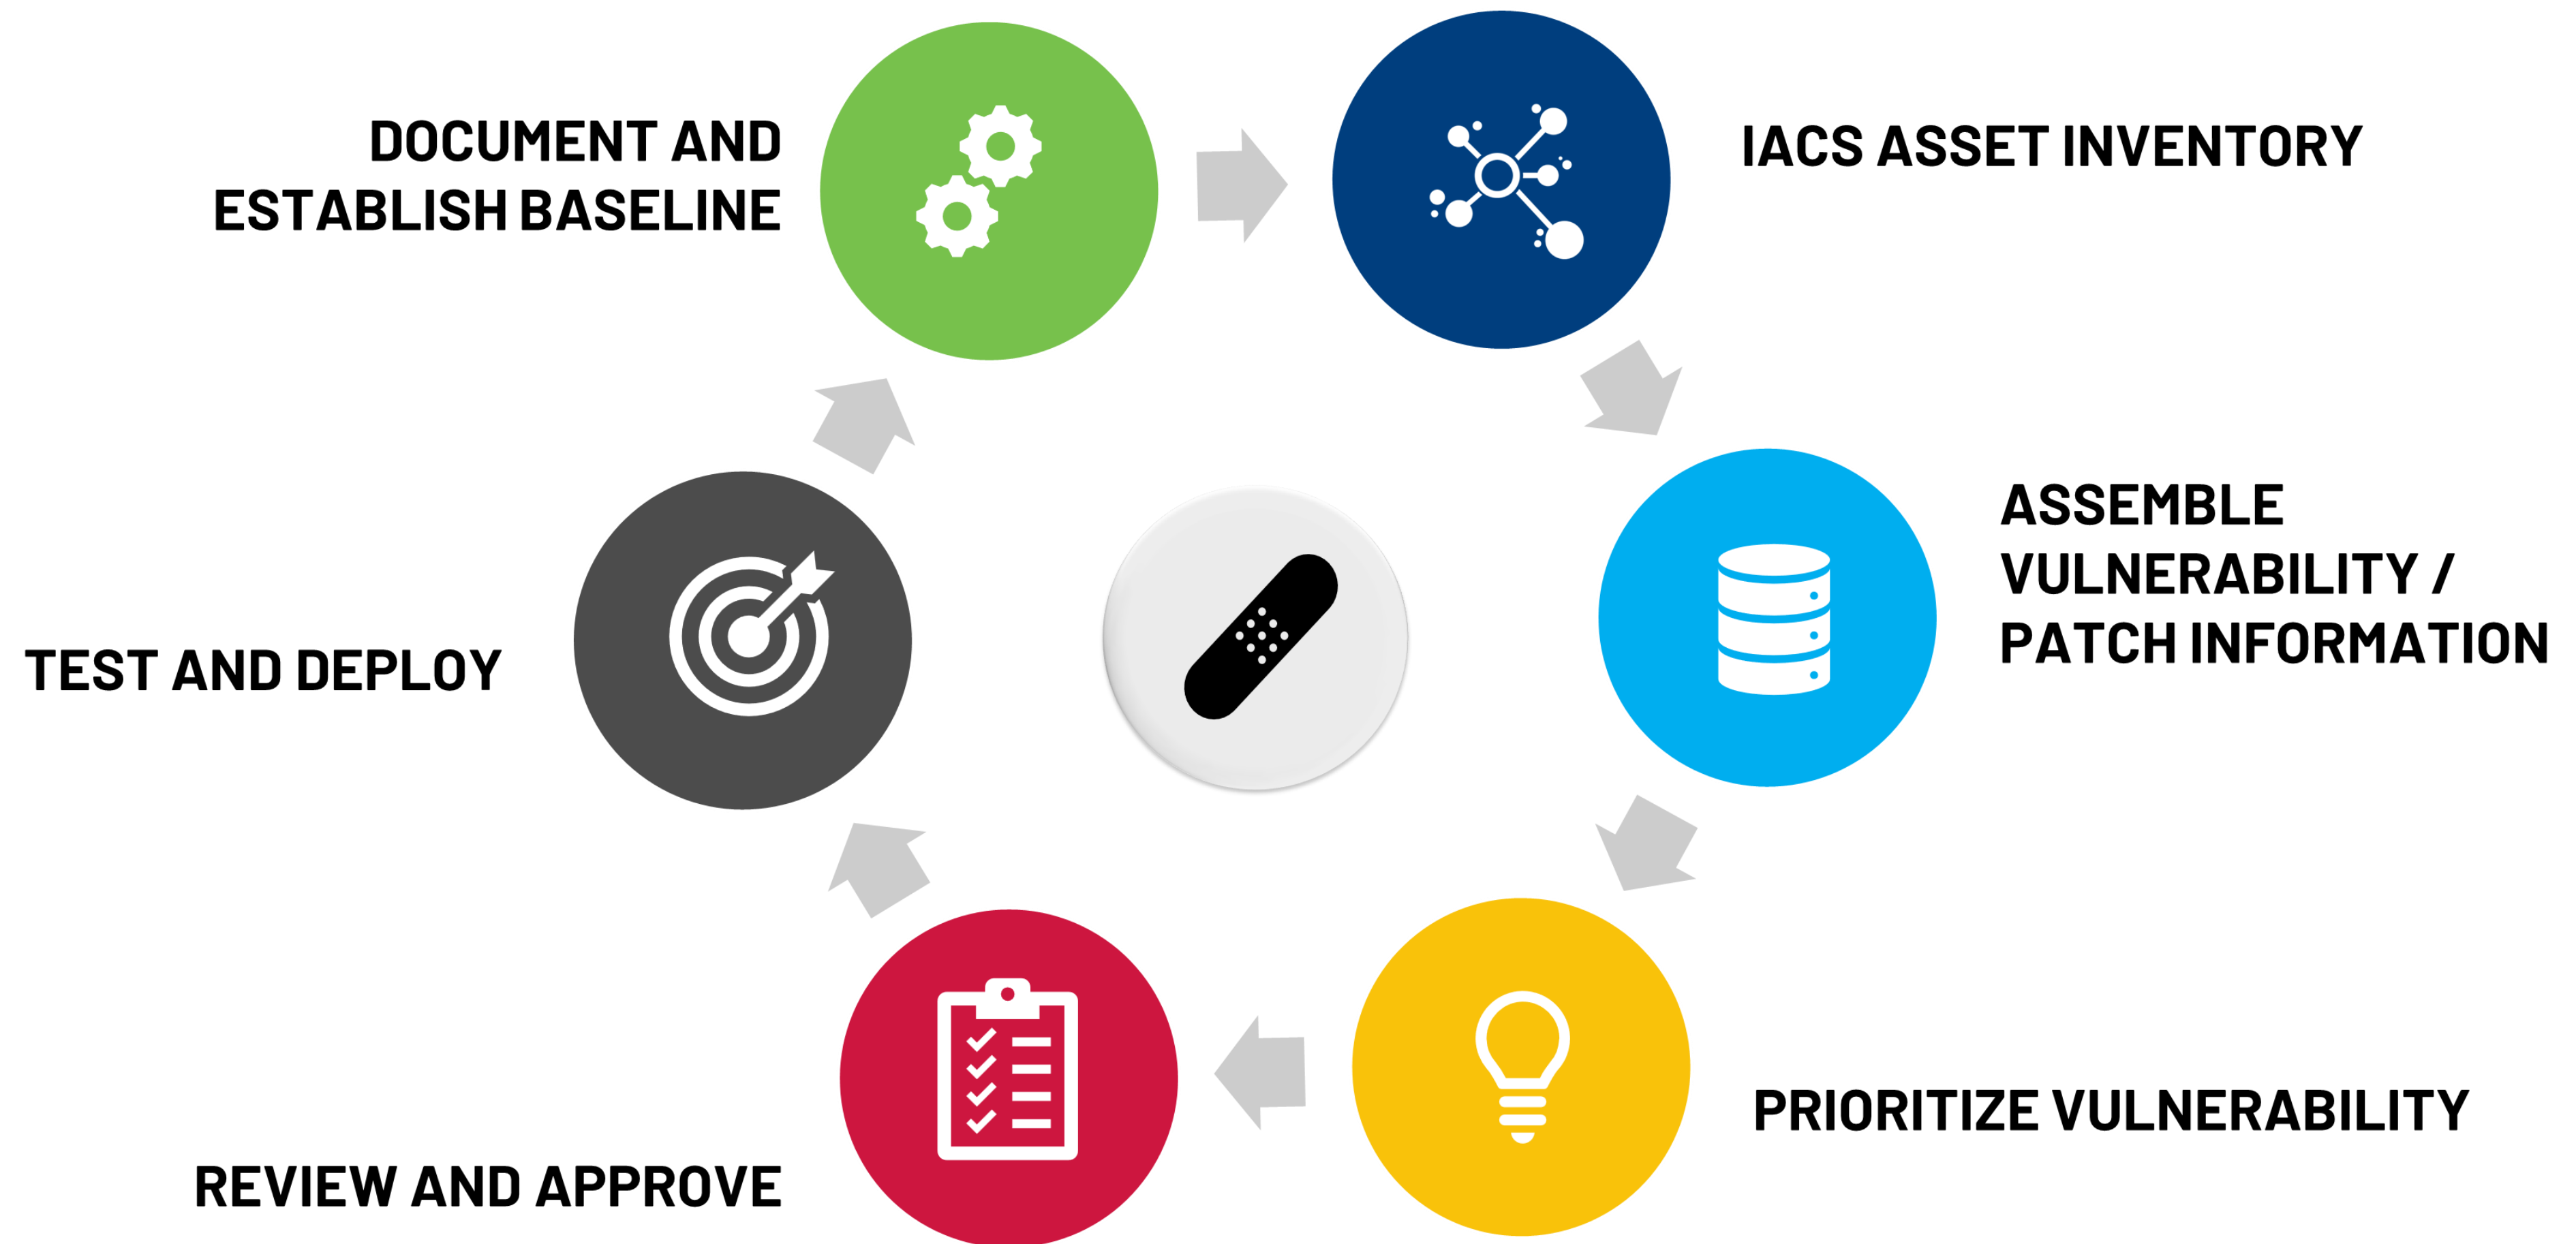 DOCUMENT AND
ESTABLISH BASELINE
IACS ASSET INVENTORY
ASSEMBLE
VULNERABILITY /
PATCH INFORMATION
TEST AND DEPLOY
PRIORITIZE VULNERABILITY
REVIEW AND APPROVE